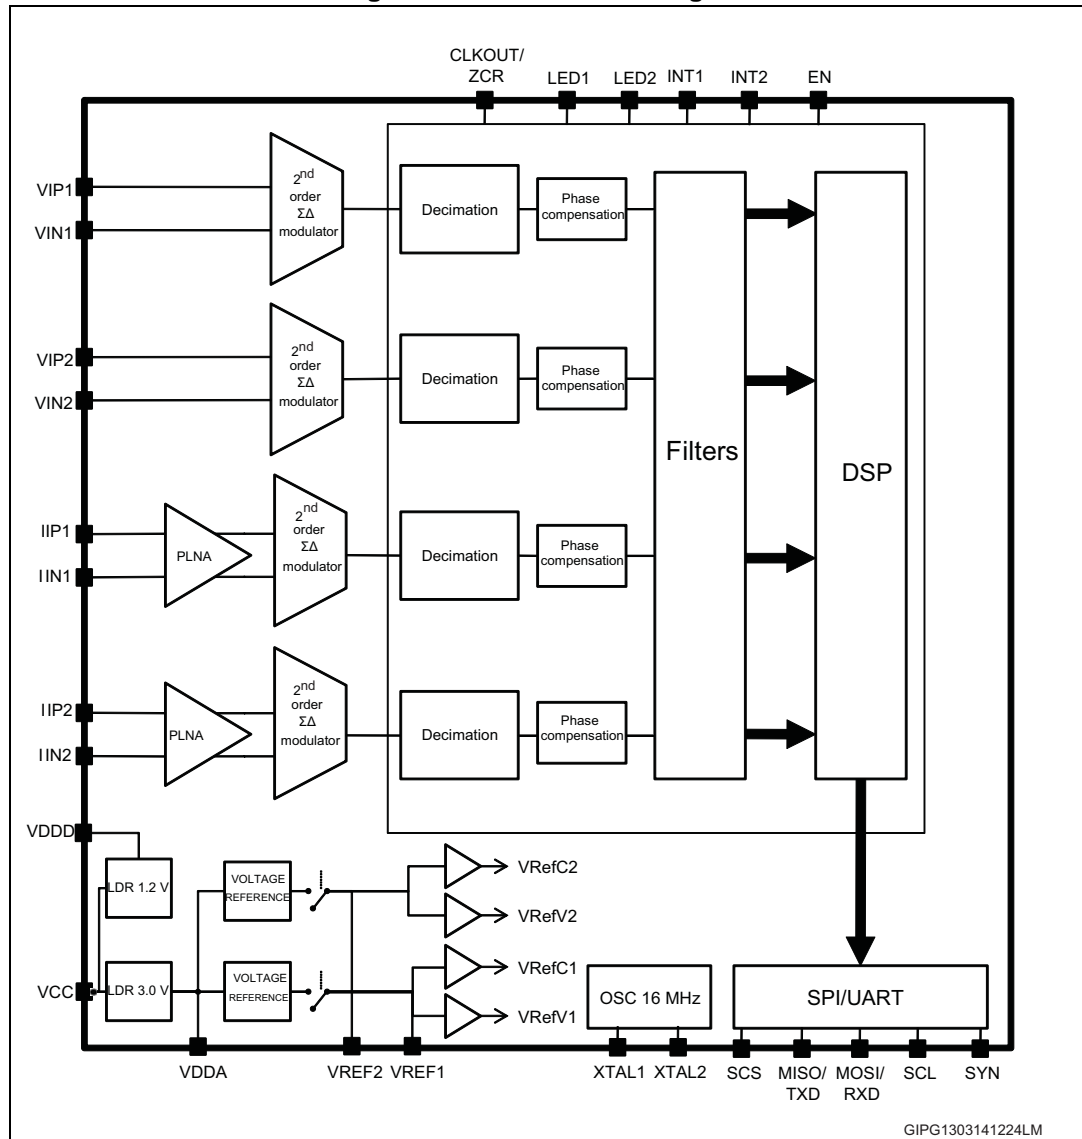 CLKOUT/
ZCR
LED1
LED2
INT1
INT2
EN
VIP1
VIN1
2nd
order
ΣΔ
modulator
Decimation
Phase
compensation
VIP2
VIN2
2nd
order
ΣΔ
modulator
Decimation
Phase
compensation
Filters
DSP
IIP1
IIN1
PLNA
2nd
order
ΣΔ
modulator
Decimation
Phase
compensation
IIP2
IIN2
PLNA
2nd
order
ΣΔ
modulator
Decimation
Phase
compensation
VDDD
LDR 1.2 V
VOLTAGE
REFERENCE
VRefC2
VRefV2
VCC
LDR 3.0 V
VOLTAGE
REFERENCE
VRefC1
VRefV1
OSC 16 MHz
SPI/UART
VDDA
VREF2
VREF1
XTAL1
XTAL2
SCS
MISO/
TXD
MOSI/
RXD
SCL
SYN
GIPG1303141224LM